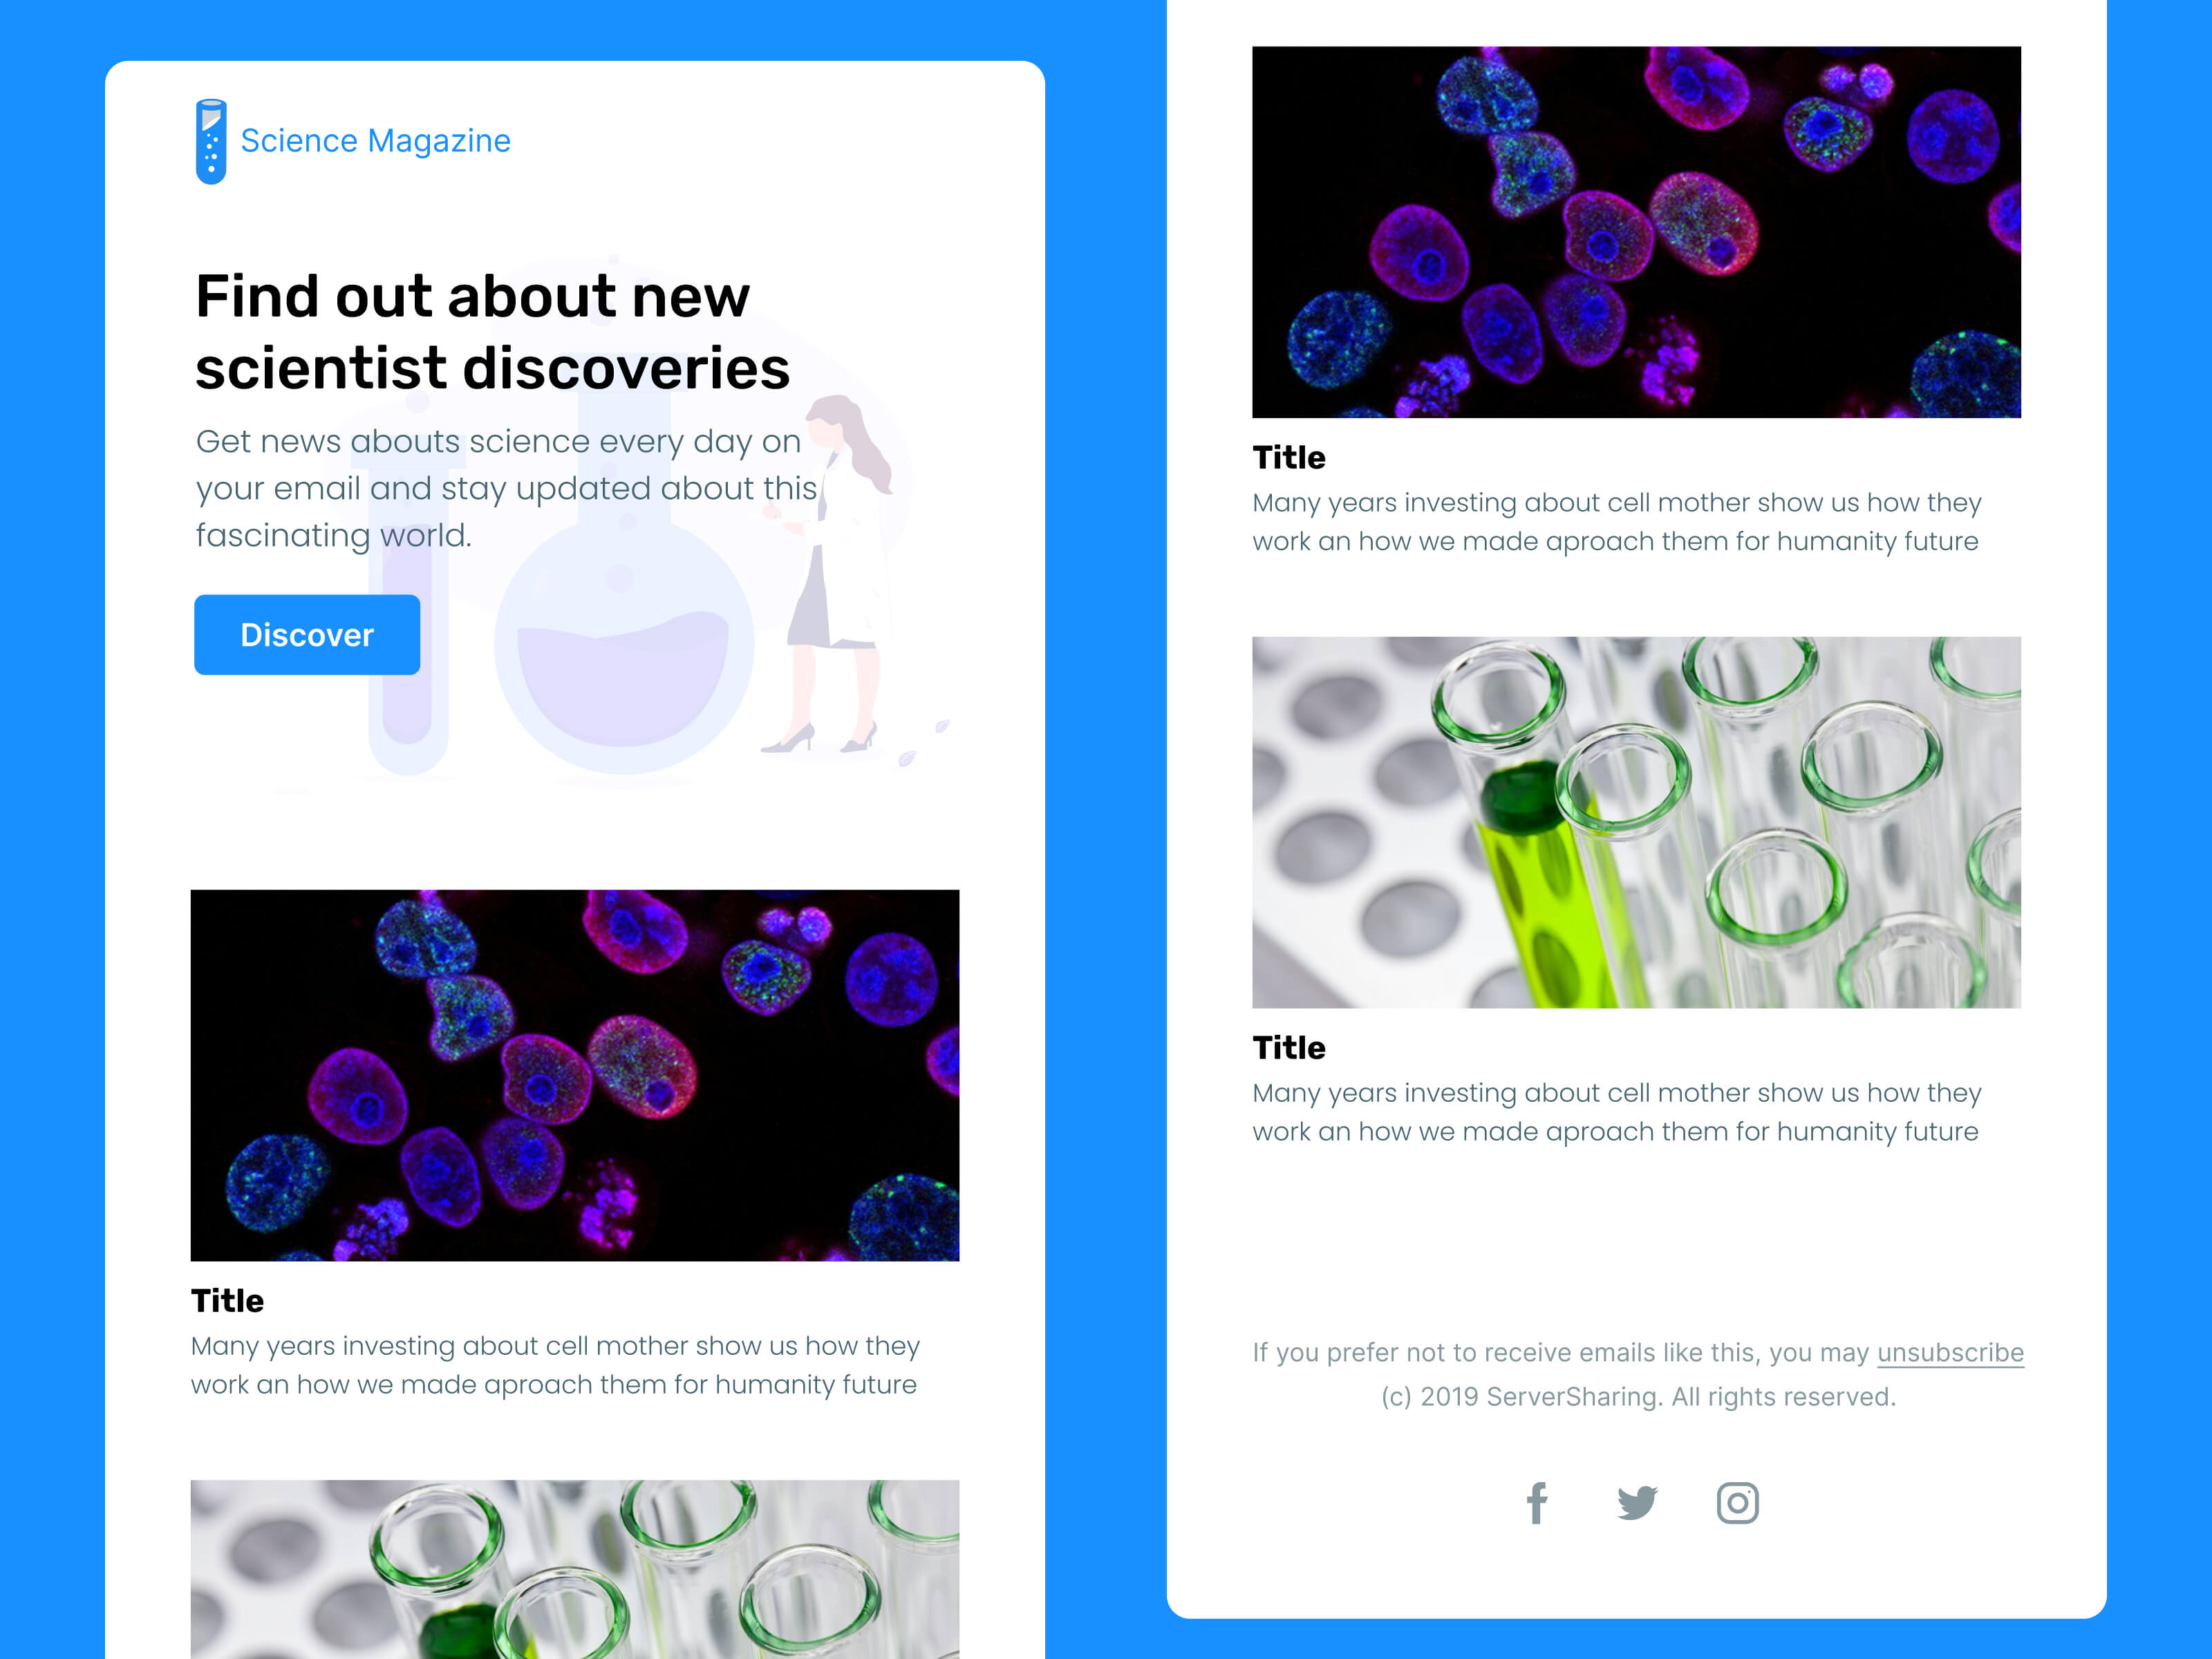 Science Magazine
Find out about new
scientist discoveries
Get news abouts science every day on
your email and stay updated about this
fascinating world.
Discover
Title
Many years investing about cell mother show us how they
work an how we made aproach them for humanity future
Title
Many years investing about cell mother show us how they
work an how we made aproach them for humanity future
Title
Many years investing about cell mother show us how they
work an how we made aproach them for humanity future
If you prefer not to receive emails like this, you may unsubscribe
(c) 2019 ServerSharing. All rights reserved.